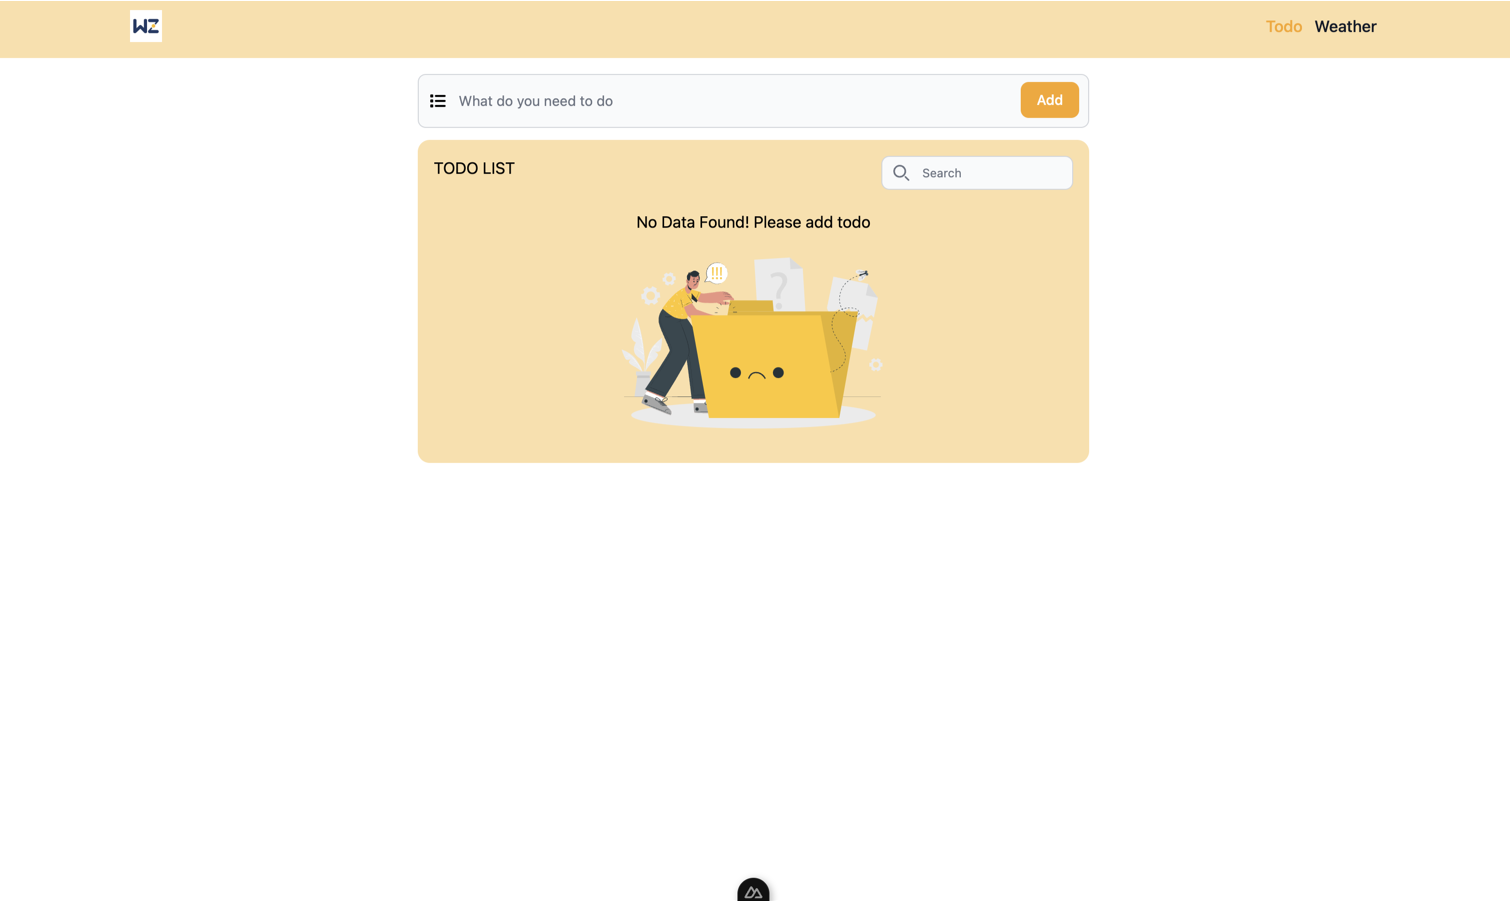 WZ
Todo Weather
What do you need to do
Add
TODO LIST
Search
No Data Found! Please add todo
!!!
?